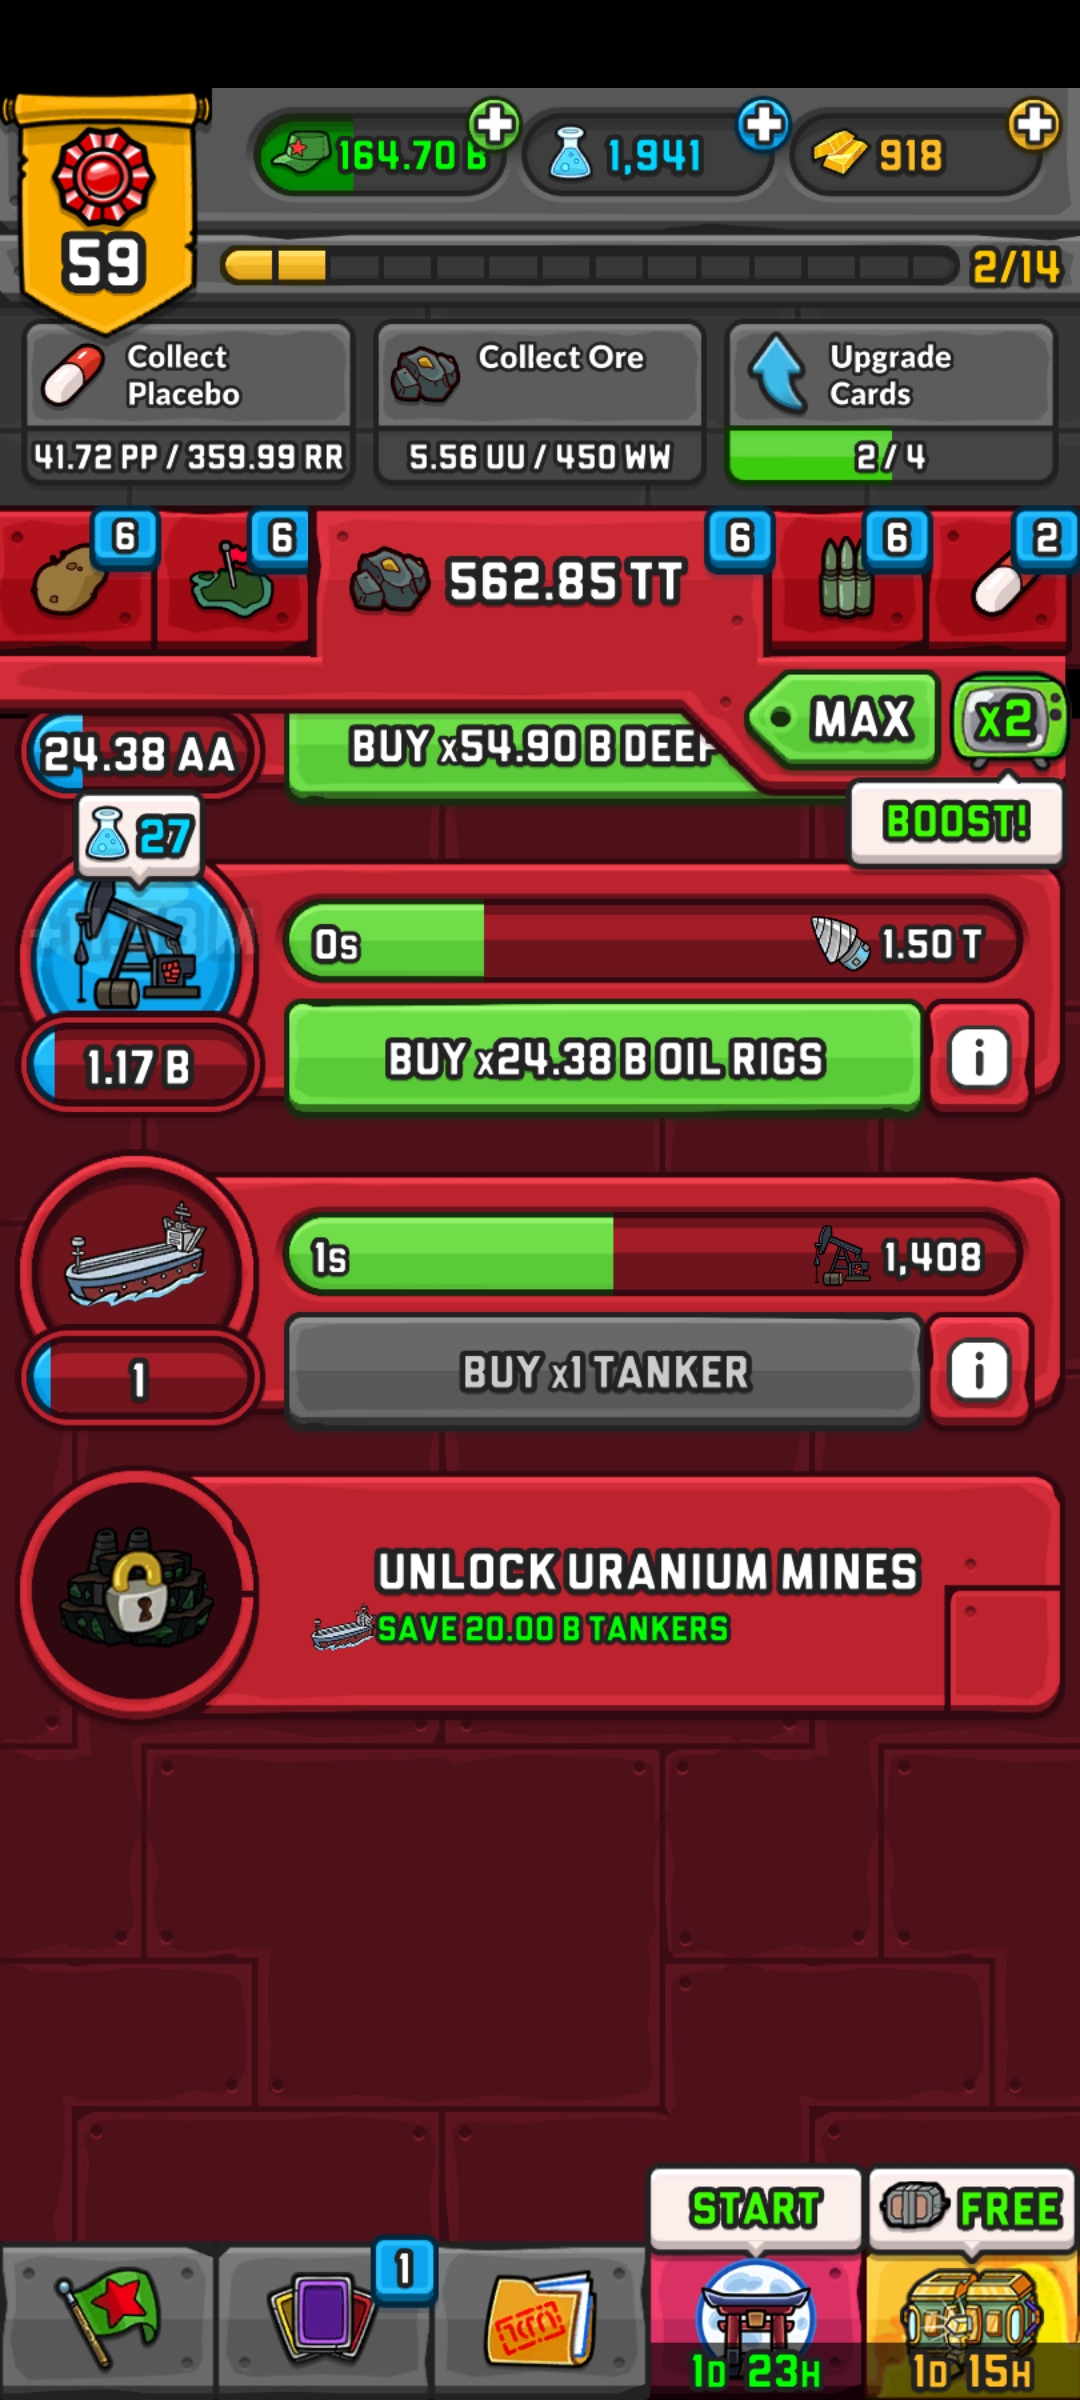 164.70 B
1,941
918
59
2/14
Collect
Placebo
41.72 PP / 359.99 RR
Collect Ore
5.56 UU / 450 WW
Upgrade
Cards
2/ 4
6
6
562.85 TT
6
6
2
24.38 AA
BUY x54.90 B DEEP
MAX
x2
BOOST!
27
0s
1.50 T
1.17 B
BUY x24.38 B OIL RIGS
i
1s
1,408
1
BUY x1 TANKER
i
UNLOCK URANIUM MINES
SAVE 20.00 B TANKERS
START
FREE
1
1D 23H
1D 15H